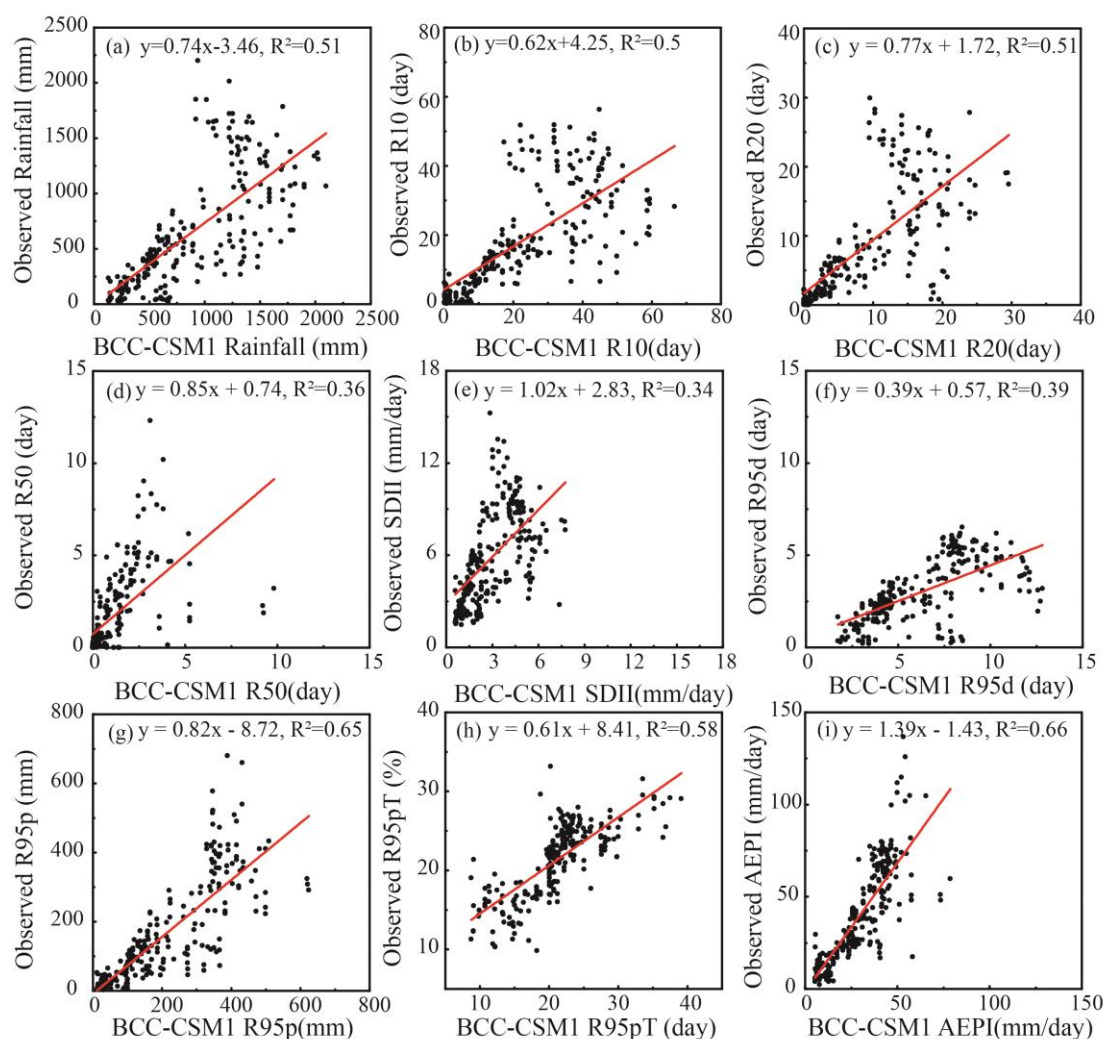 (a) y=0.74x-3.46, R²=0.51
Observed Rainfall (mm)
2500
2000
1500
1000
500
0
0 500 1000 1500 2000 2500
BCC-CSM1 Rainfall (mm)
(b) y=0.62x+4.25, R²=0.5
Observed R10 (day)
80
60
40
20
0
0 20 40 60 80
BCC-CSM1 R10(day)
(c) y = 0.77x + 1.72, R²=0.51
Observed R20 (day)
40
30
20
10
0
0 10 20 30 40
BCC-CSM1 R20(day)
(d) y = 0.85x + 0.74, R²=0.36
Observed R50 (day)
15
10
5
0
0 5 10 15
BCC-CSM1 R50(day)
(e) y = 1.02x + 2.83, R²=0.34
Observed SDII (mm/day)
18
15
12
9
6
3
0
3 6 9 12 15 18
BCC-CSM1 SDII(mm/day)
(f) y = 0.39x + 0.57, R²=0.39
Observed R95d (day)
15
10
5
0
0 5 10 15
BCC-CSM1 R95d (day)
(g) y = 0.82x - 8.72, R²=0.65
Observed R95p (mm)
800
600
400
200
0
0 200 400 600 800
BCC-CSM1 R95p(mm)
(h) y = 0.61x + 8.41, R²=0.58
Observed R95pT (%)
40
30
20
10
10 20 30 40
BCC-CSM1 R95pT (day)
(i) y = 1.39x - 1.43, R²=0.66
Observed AEPI (mm/day)
150
100
50
0
0 50 100 150
BCC-CSM1 AEPI(mm/day)